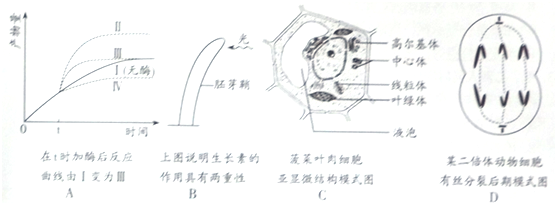 产物量
II
III
I(无酶)
IV
0
t
时间
在t时加酶后反应
曲线由I变为III
A
光
胚芽鞘
上图说明生长素的
作用具有两重性
B
高尔基体
中心体
线粒体
叶绿体
液泡
菠菜叶肉细胞
亚显微结构模式图
C
某二倍体动物细胞
有丝分裂后期模式图
D